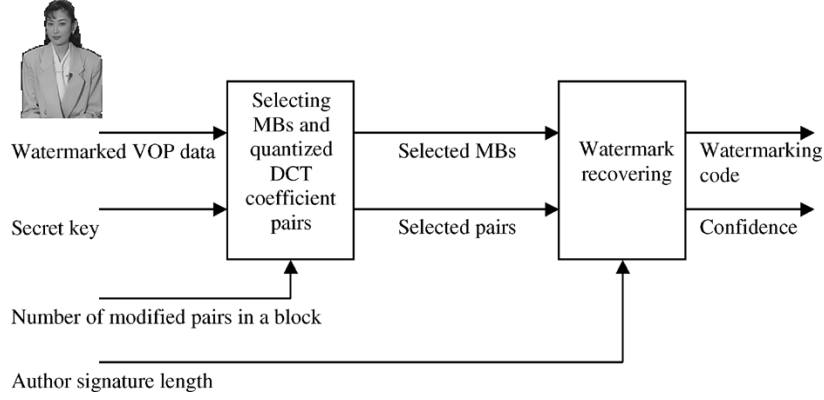 Selecting
MBs and
quantized
DCT
coefficient
pairs
Watermarked VOP data
Secret key
Number of modified pairs in a block
Author signature length
Selected MBs
Selected pairs
Watermark
recovering
Watermarking
code
Confidence